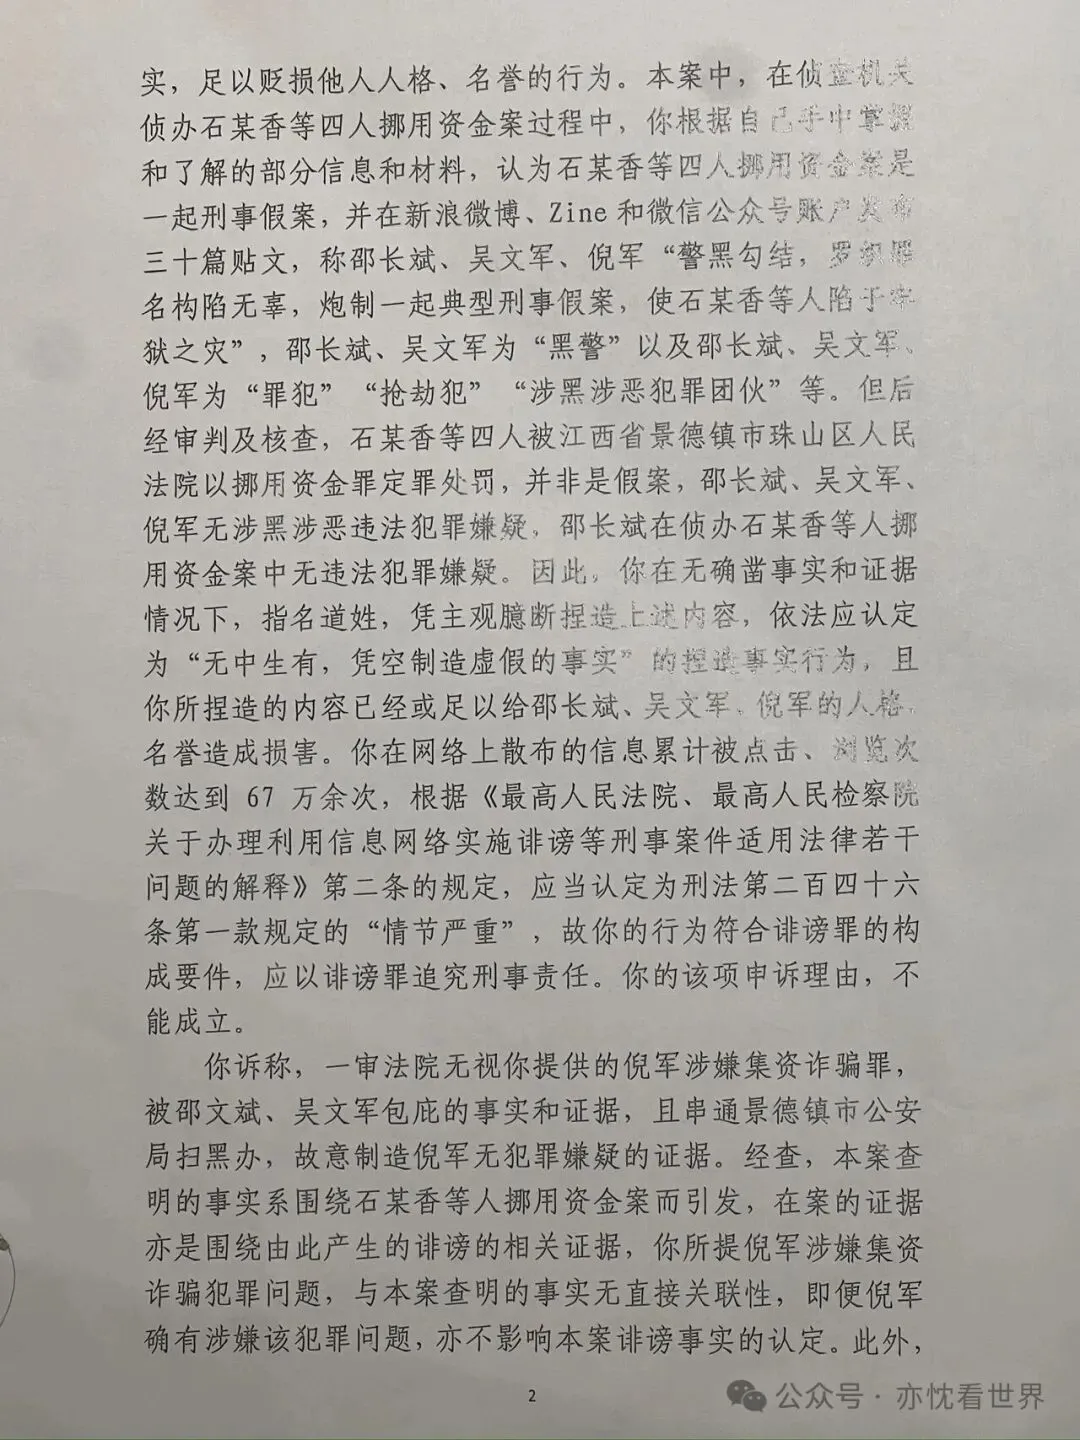 实，足以贬损他人人格、名誉的行为。本案中，在侦查机关
侦办石某香等四人挪用资金案过程中，你根据自己手中掌握
和了解的部分信息和材料，认为石某香等四人挪用资金案是
一起刑事假案，并在新浪微博、Zine和微信公众号账户发布
三十篇贴文，称邵长斌、吴文军、倪军“警黑勾结，罗织罪
名构陷无辜，炮制一起典型刑事假案，使石某香等人陷于牢
狱之灾”，邵长斌、吴文军为“黑警”以及邵长斌、吴文军、
倪军为“罪犯”“抢劫犯”“涉黑涉恶犯罪团伙”等。但后
经审判及核查，石某香等四人被江西省景德镇市珠山区人民
法院以挪用资金罪定罪处罚，并非是假案，邵长斌、吴文军、
倪军无涉黑涉恶违法犯罪嫌疑，邵长斌在侦办石某香等人挪
用资金案中无违法犯罪嫌疑。因此，你在无确凿事实和证据
情况下，指名道姓，凭主观臆断捏造上述内容，依法应认定
为“无中生有，凭空制造虚假的事实”的捏造事实行为，且
你所捏造的内容已经或足以给邵长斌、吴文军、倪军的人格、
名誉造成损害。你在网络上散布的信息累计被点击、浏览次
数达到 67 万余次，根据《最高人民法院、最高人民检察院
关于办理利用信息网络实施诽谤等刑事案件适用法律若干
问题的解释》第二条的规定，应当认定为刑法第二百四十六
条第一款规定的“情节严重”，故你的行为符合诽谤罪的构
成要件，应以诽谤罪追究刑事责任。你的该项申诉理由，不
能成立。
你诉称，一审法院无视你提供的倪军涉嫌集资诈骗罪，
被邵文斌、吴文军包庇的事实和证据，且串通景德镇市公安
局扫黑办，故意制造倪军无犯罪嫌疑的证据。经查，本案查
明的事实系围绕石某香等人挪用资金案而引发，在案的证据
亦是围绕由此产生的诽谤的相关证据，你所提倪军涉嫌集资
诈骗犯罪问题，与本案查明的事实无直接关联性，即便倪军
确有涉嫌该犯罪问题，亦不影响本案诽谤事实的认定。此外，
2
公众号·亦忱看世界